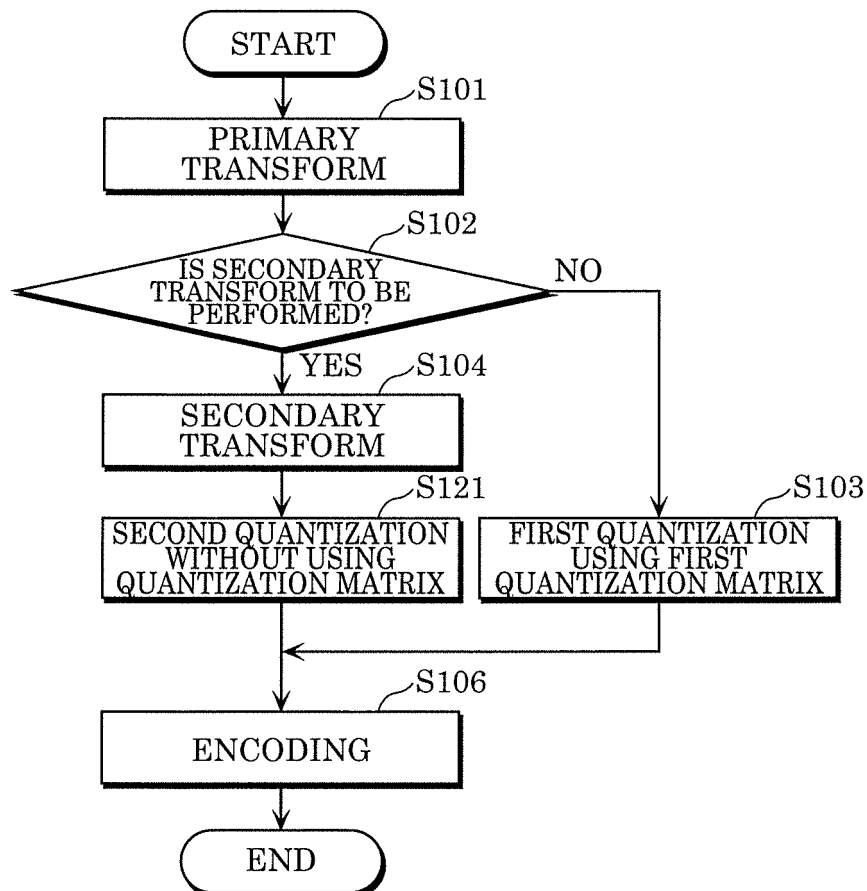 START
S101
PRIMARY
TRANSFORM
S102
IS SECONDARY
TRANSFORM TO BE
PERFORMED?
NO
YES
S104
SECONDARY
TRANSFORM
S121
SECOND QUANTIZATION
WITHOUT USING
QUANTIZATION MATRIX
S103
FIRST QUANTIZATION
USING FIRST
QUANTIZATION MATRIX
S106
ENCODING
END